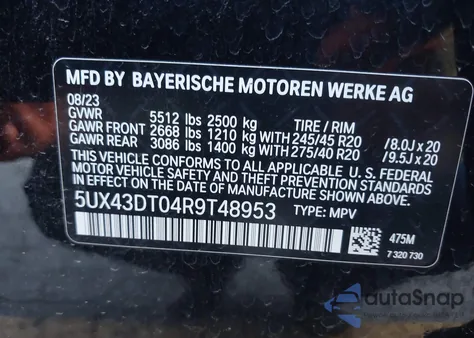 MFD BY BAYERISCHE MOTOREN WERKE AG
08/23
GVWR 5512 lbs 2500 kg TIRE / RIM
GAWR FRONT 2668 lbs 1210 kg WITH 245/45 R20 /8.0J x 20
GAWR REAR 3086 lbs 1400 kg WITH 275/40 R20 /9.5J x 20
THIS VEHICLE CONFORMS TO ALL APPLICABLE U. S. FEDERAL
MOTOR VEHICLE SAFETY AND THEFT PREVENTION STANDARDS
IN EFFECT ON THE DATE OF MANUFACTURE SHOWN ABOVE.
5UX43DT04R9T48953 TYPE: MPV
475M
7 320 730
autaSnap